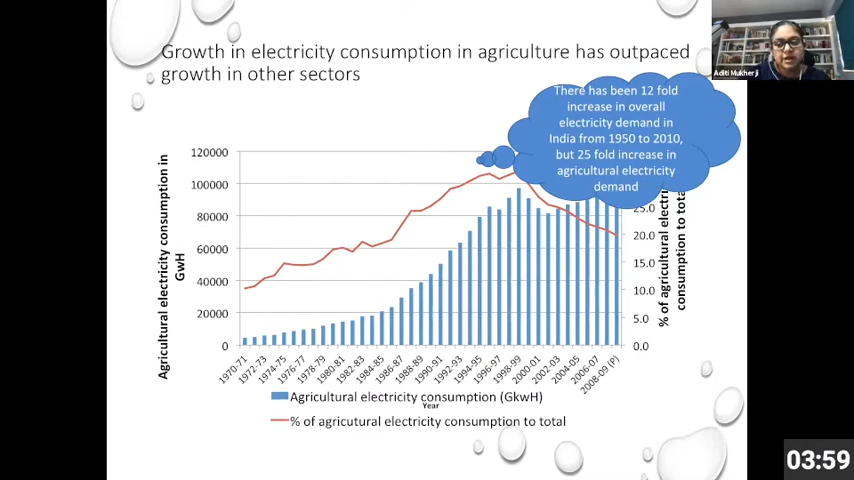 Growth in electricity consumption in agriculture has outpaced
growth in other sectors
Aditi Mukherji
There has been 12 fold
increase in overall
electricity demand in
India from 1950 to 2010,
but 25 fold increase in
agricultural electricity
demand
Agricultural electricity consumption in
GwH
120000
100000
80000
60000
40000
20000
0
25.0
20.0
15.0
10.0
5.0
0.0
% of agricultural electri
consumption to tota
1970-71
1972-73
1974-75
1976-77
1978-79
1980-81
1982-83
1984-85
1986-87
1988-89
1990-91
1992-93
1994-95
1996-97
1998-99
2000-01
2002-03
2004-05
2006-07
2008-09 (P)
Agricultural electricity consumption (GkwH)
Year
% of agricutural electricity consumption to total
03:59